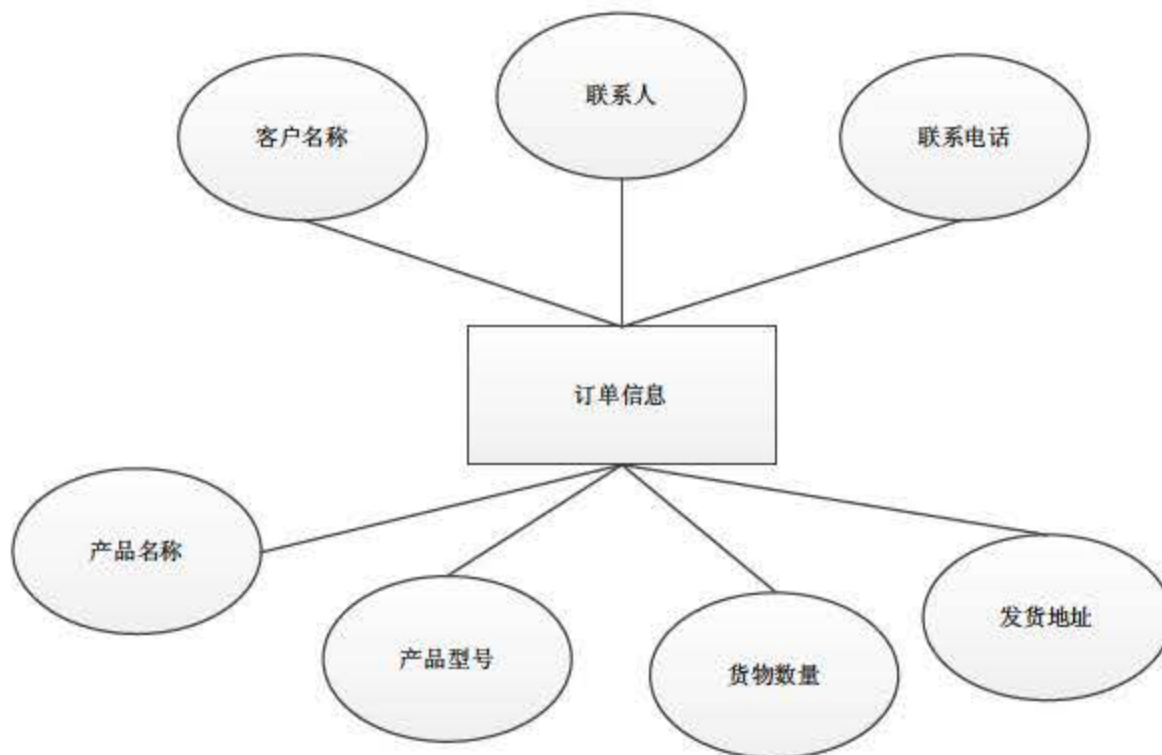 联系人
客户名称
联系电话
订单信息
产品名称
发货地址
产品型号
货物数量